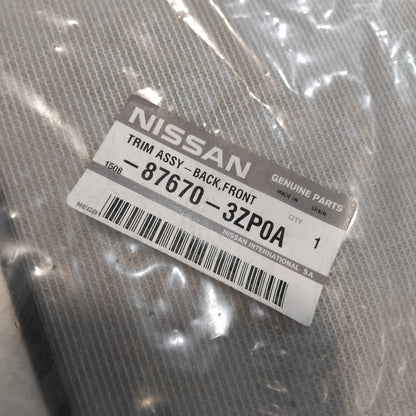 NISSAN
GENUINE PARTS
TRIM ASSY-BACK,FRONT
MADE IN SPAIN
1508
-87670-3ZP0A
QTY 1
NISSAN INTERNATIONAL SA
NEGB